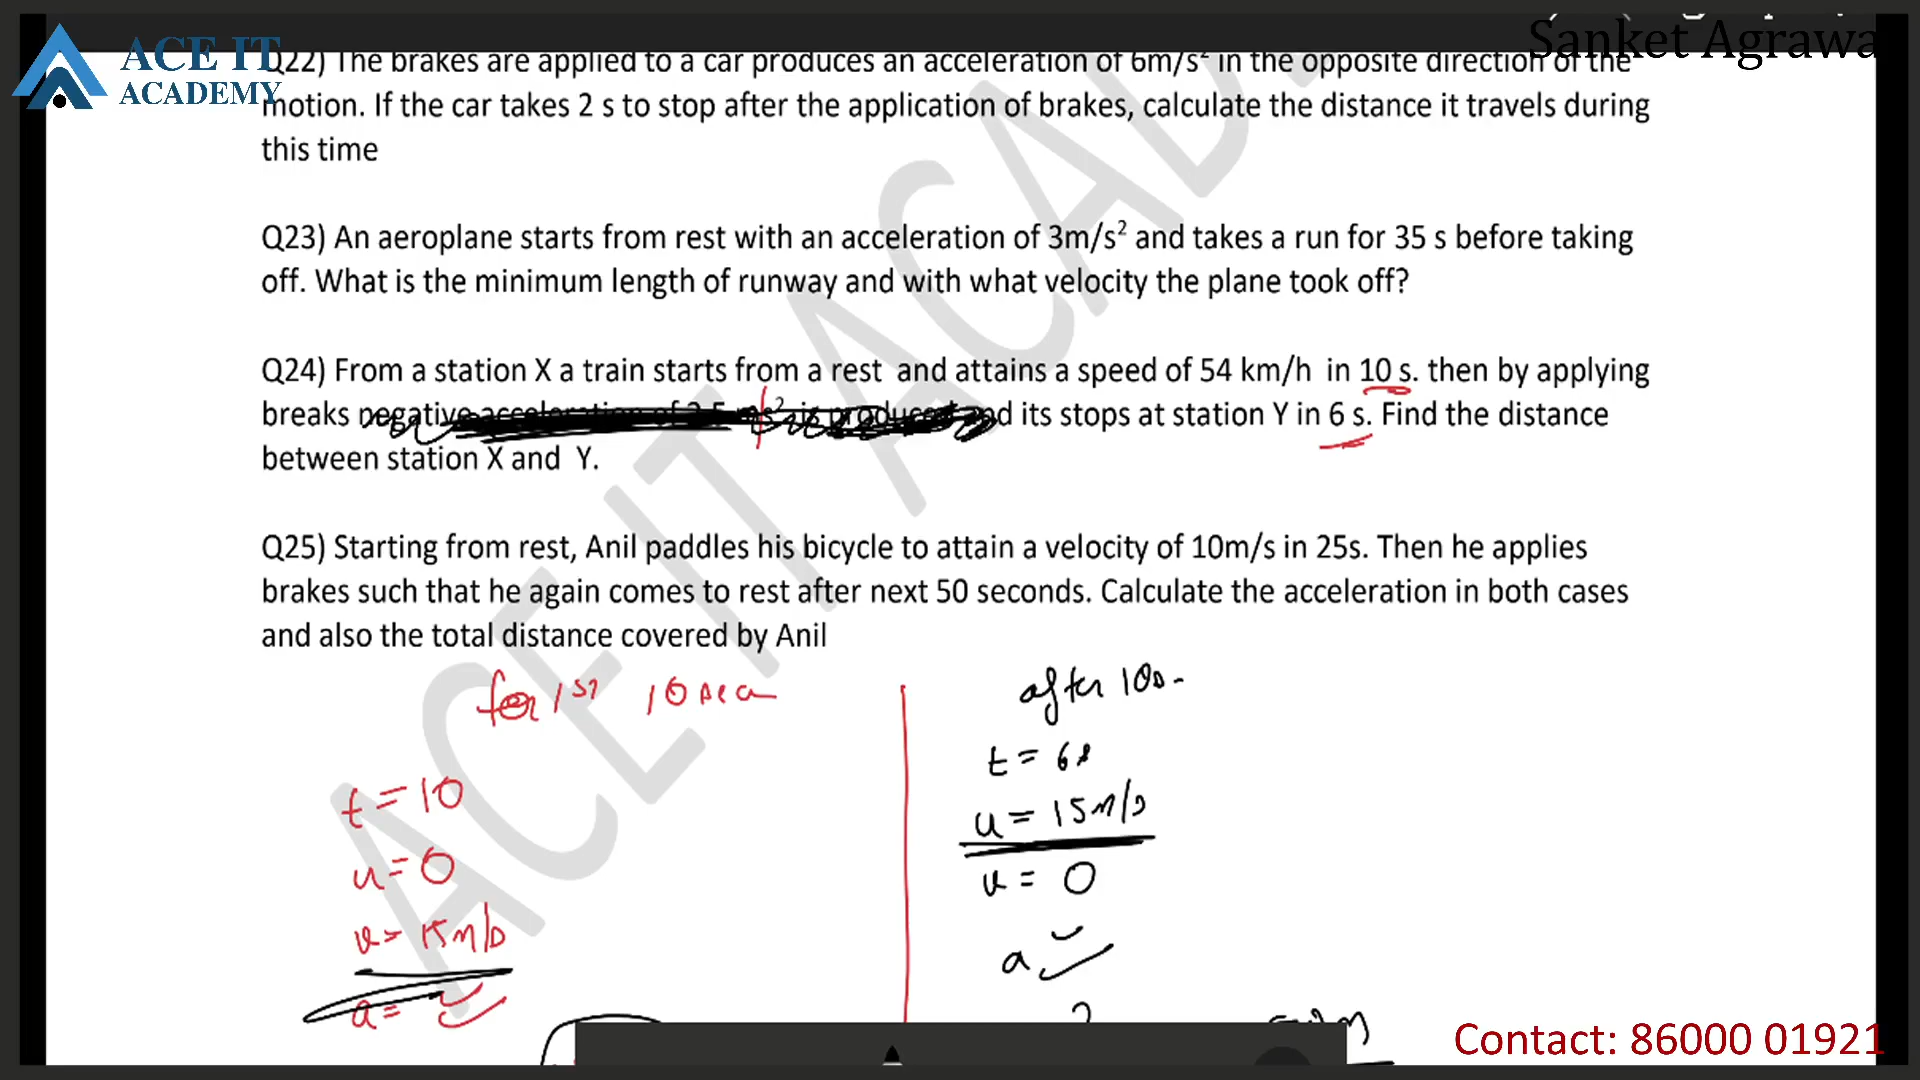 Sanket Agrawa
ACE IT
ACADEMY
Q22) The brakes are applied to a car produces an acceleration of 6m/s² in the opposite direction of the
motion. If the car takes 2 s to stop after the application of brakes, calculate the distance it travels during
this time
Q23) An aeroplane starts from rest with an acceleration of 3m/s² and takes a run for 35 s before taking
off. What is the minimum length of runway and with what velocity the plane took off?
Q24) From a station X a train starts from a rest and attains a speed of 54 km/h in 10 s. then by applying
breaks negative its stops at station Y in 6 s. Find the distance
between station X and Y.
Q25) Starting from rest, Anil paddles his bicycle to attain a velocity of 10m/s in 25s. Then he applies
brakes such that he again comes to rest after next 50 seconds. Calculate the acceleration in both cases
and also the total distance covered by Anil
for 1st 10 sec
t = 10
u = 0
v = 15m/s
a =
after 10s.
t = 6s
u = 15m/s
v = 0
a
ACE IT ACAD
Contact: 86000 01921